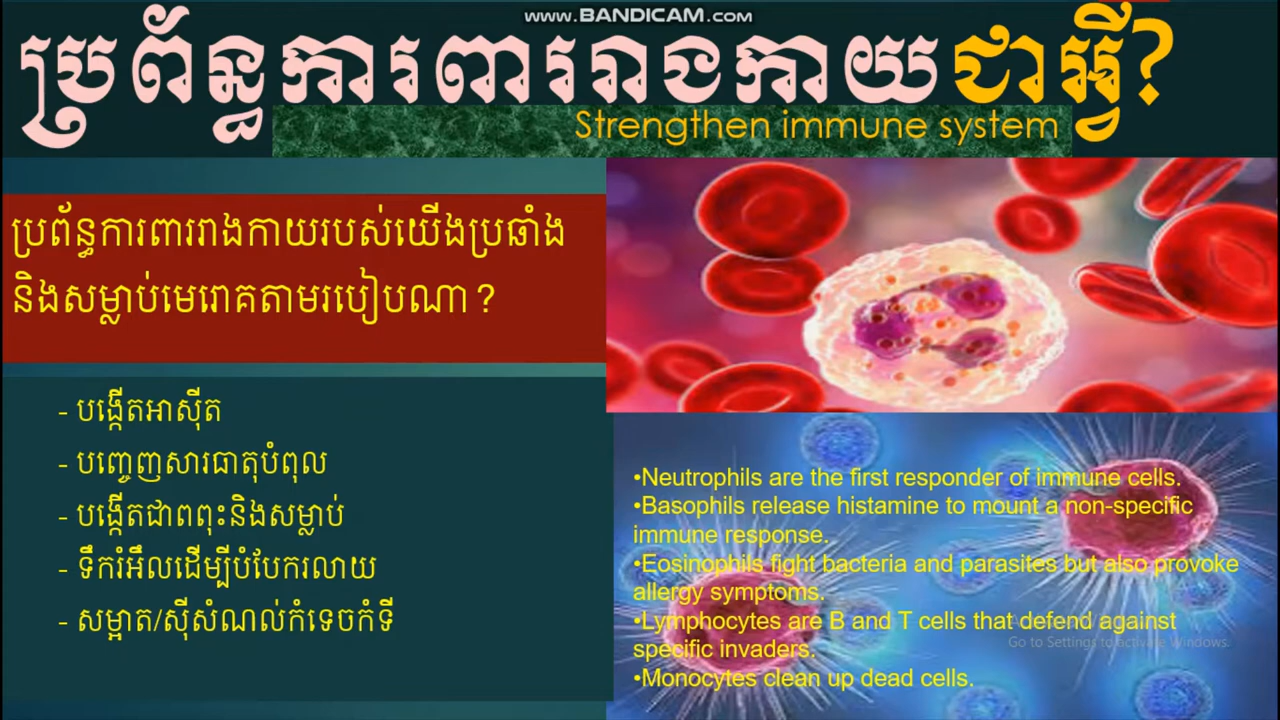 www.BANDICAM.com
ប្រព័ន្ធការពាររាងកាយជាអ្វី?
Strengthen immune system
ប្រព័ន្ធការពាររាងកាយរបស់យើងប្រឆាំង
និងសម្លាប់មេរោគតាមរបៀបណា ?
- បង្កើតអាស៊ីត
- បញ្ចេញសារធាតុបំពុល
- បង្កើតជាពពុះនិងសម្លាប់
- ទឹករំអឹលដើម្បីបំបែករលាយ
- សម្អាត/ស៊ីសំណល់កំទេចកំទី
•Neutrophils are the first responder of immune cells.
•Basophils release histamine to mount a non-specific
immune response.
•Eosinophils fight bacteria and parasites but also provoke
allergy symptoms.
•Lymphocytes are B and T cells that defend against
specific invaders.
•Monocytes clean up dead cells.
Go to Settings to activate Windows.